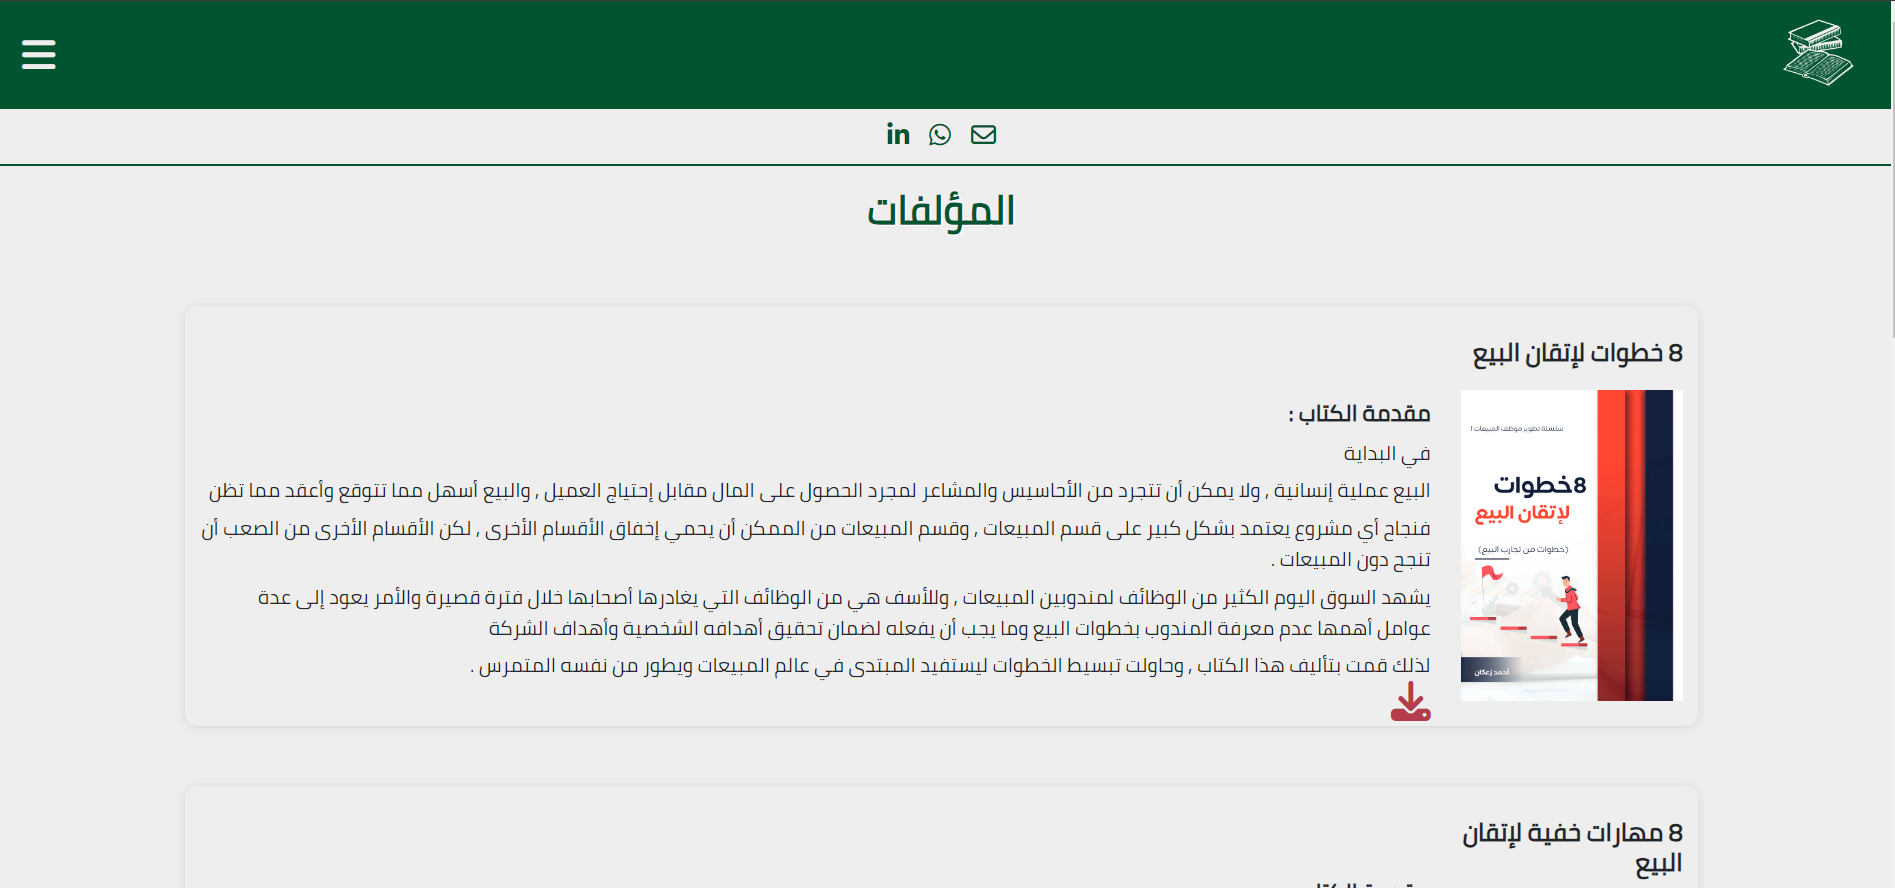 المؤلفات
8 خطوات لإتقان البيع
سلسلة تطوير موظف المبيعات 1
8خطوات
لإتقان البيع
(خطوات من تجارب البيع)
أحمد زعكان
مقدمة الكتاب :
في البداية
البيع عملية إنسانية , ولا يمكن أن تتجرد من الأحاسيس والمشاعر لمجرد الحصول على المال مقابل إحتياج العميل , والبيع أسهل مما تتوقع وأعقد مما تظن
فنجاح أي مشروع يعتمد بشكل كبير على قسم المبيعات , وقسم المبيعات من الممكن أن يحمي إخفاق الأقسام الأخرى , لكن الأقسام الأخرى من الصعب أن
تنجح دون المبيعات .
يشهد السوق اليوم الكثير من الوظائف لمندوبين المبيعات , وللأسف هي من الوظائف التي يغادرها أصحابها خلال فترة قصيرة والأمر يعود إلى عدة
عوامل أهمها عدم معرفة المندوب بخطوات البيع وما يجب أن يفعله لضمان تحقيق أهدافه الشخصية وأهداف الشركة
لذلك قمت بتأليف هذا الكتاب , وحاولت تبسيط الخطوات ليستفيد المبتدى في عالم المبيعات ويطور من نفسه المتمرس .
8 مهارات خفية لإتقان
البيع